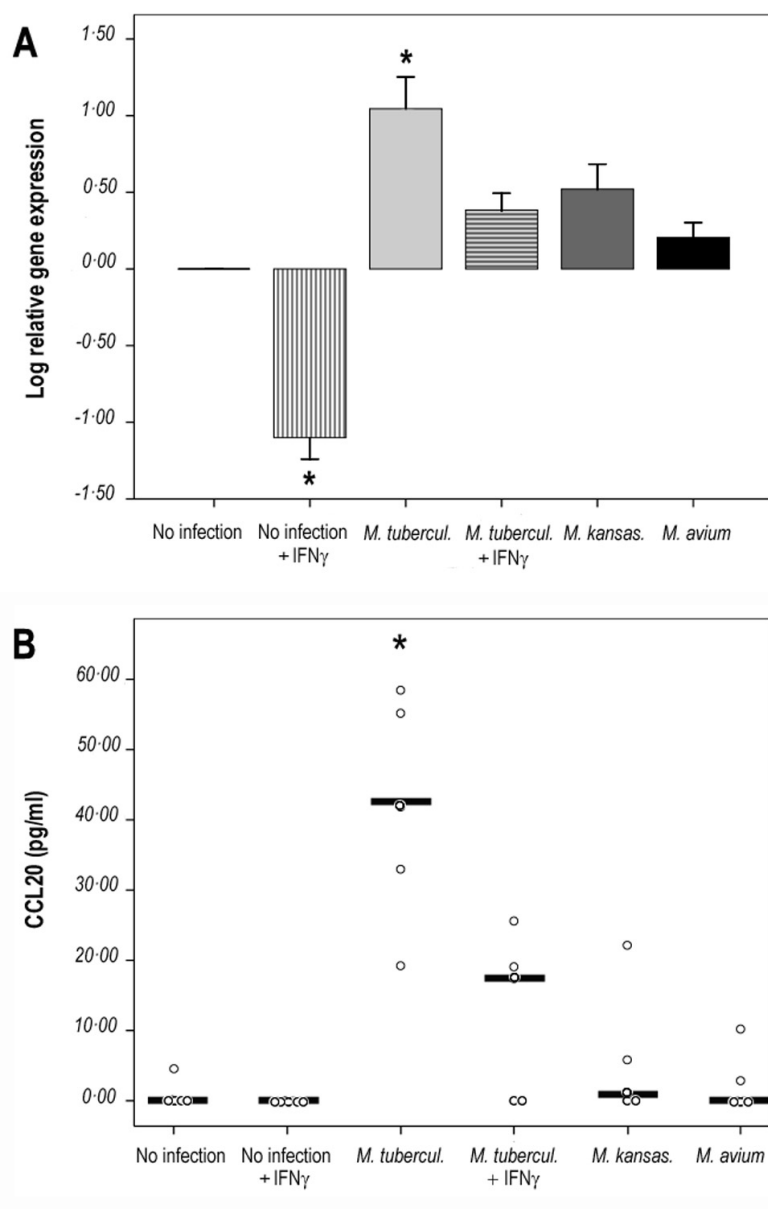 A
Log relative gene expression
1·50
*
1·00
0·50
0·00
-0·50
-1·00
*
-1·50
No infection No infection M. tubercul. M. tubercul. M. kansas. M. avium
+ IFNγ + IFNγ
B
CCL20 (pg/ml)
*
60·00
50·00
40·00
30·00
20·00
10·00
0·00
No infection No infection M. tubercul. M. tubercul. M. kansas. M. avium
+ IFNγ + IFNγ